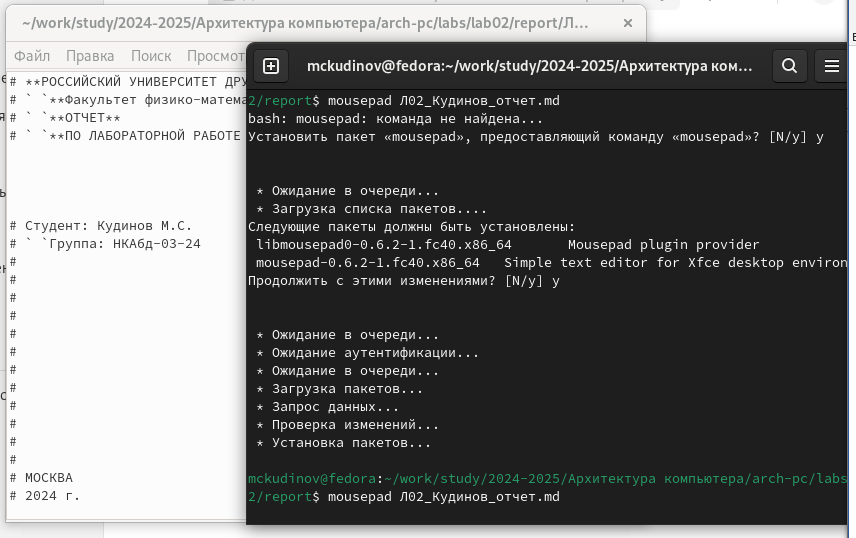 ~/work/study/2024-2025/Архитектура компьютера/arch-pc/labs/lab02/report/Л...
Файл Правка Поиск Просмот
# **РОССИЙСКИЙ УНИВЕРСИТЕТ ДРУ
# ` `**Факультет физико-матема
# ` `**ОТЧЕТ**
# ` `**ПО ЛАБОРАТОРНОЙ РАБОТЕ
# Студент: Кудинов М.С.
# ` `Группа: НКАбд-03-24
#
#
#
#
#
#
#
#
#
#
#
#
# МОСКВА
# 2024 г.
mckudinov@fedora:~/work/study/2024-2025/Архитектура ком...
2/report$ mousepad Л02_Кудинов_отчет.md
bash: mousepad: команда не найдена...
Установить пакет «mousepad», предоставляющий команду «mousepad»? [N/y] y
* Ожидание в очереди...
* Загрузка списка пакетов....
Следующие пакеты должны быть установлены:
libmousepad0-0.6.2-1.fc40.x86_64 Mousepad plugin provider
mousepad-0.6.2-1.fc40.x86_64 Simple text editor for Xfce desktop environ
Продолжить с этими изменениями? [N/y] y
* Ожидание в очереди...
* Ожидание аутентификации...
* Ожидание в очереди...
* Загрузка пакетов...
* Запрос данных...
* Проверка изменений...
* Установка пакетов...
mckudinov@fedora:~/work/study/2024-2025/Архитектура компьютера/arch-pc/labs
2/report$ mousepad Л02_Кудинов_отчет.md